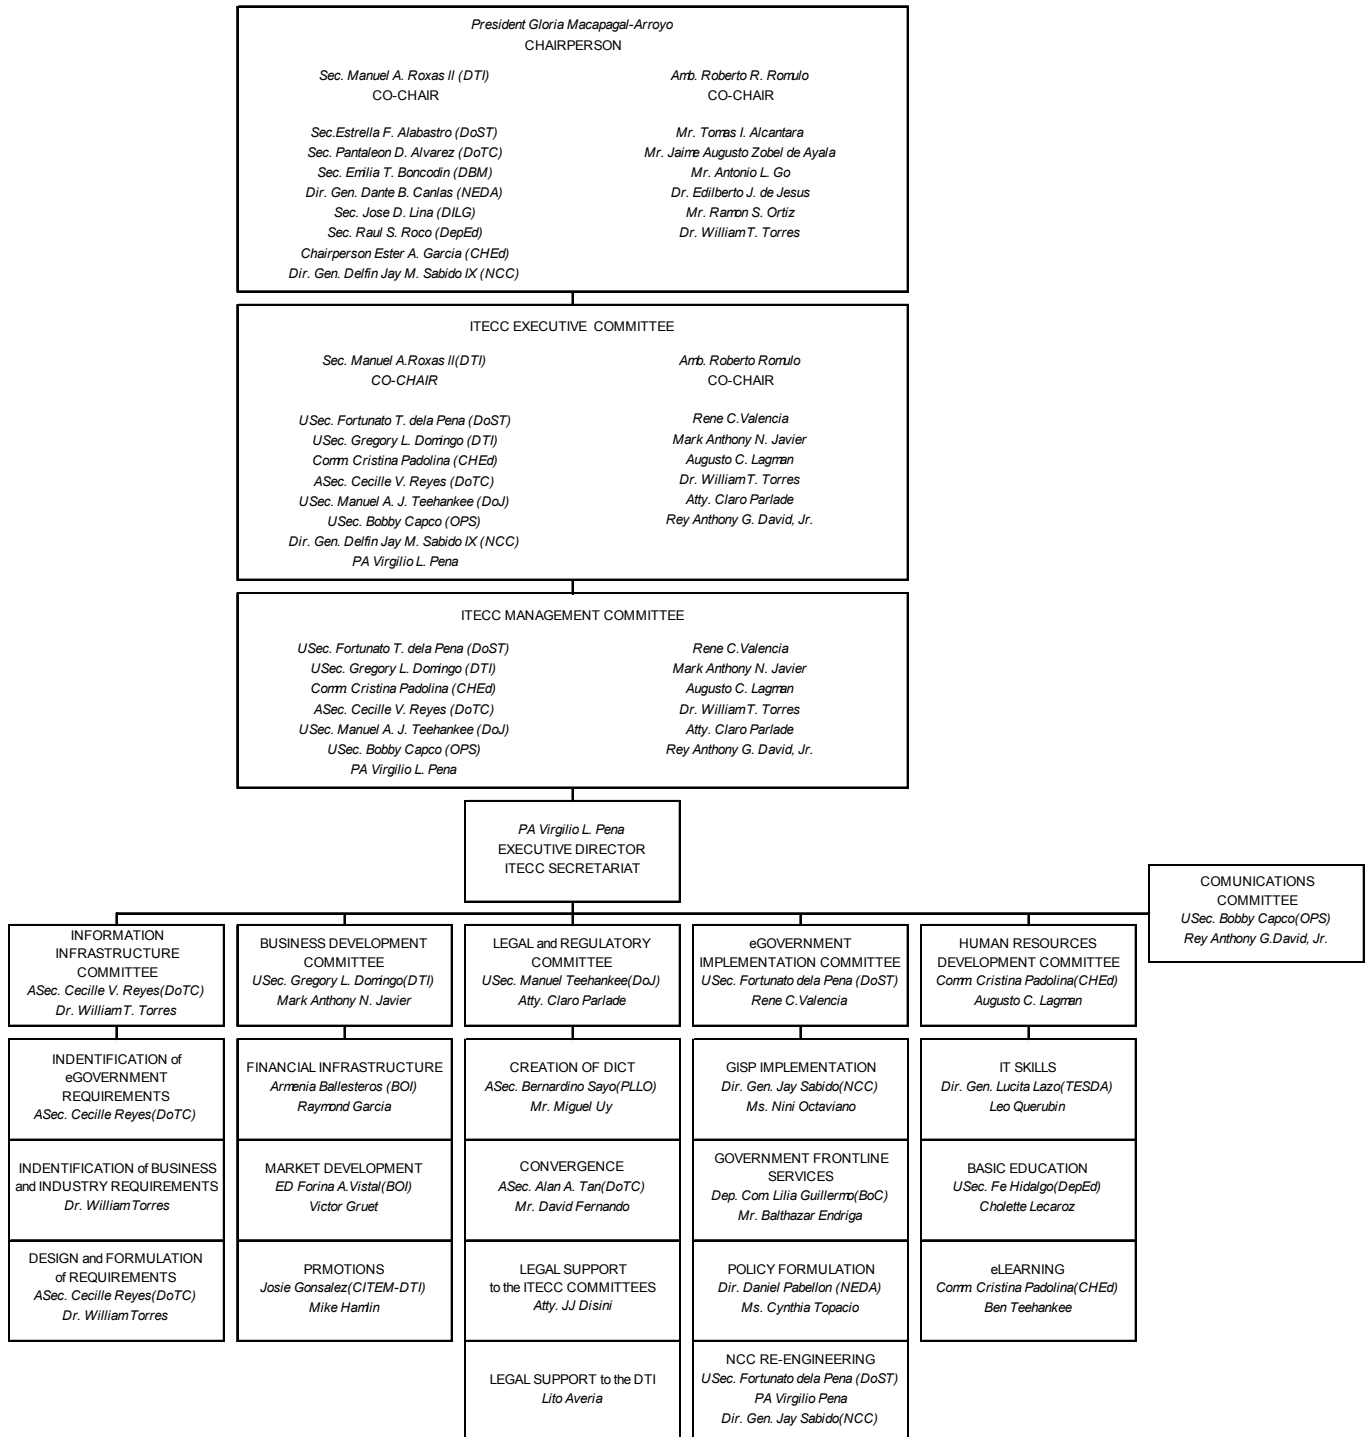 President Gloria Macapagal-Arroyo
CHAIRPERSON
Sec. Manuel A. Roxas II (DTI)
CO-CHAIR
Sec.Estrella F. Alabastro (DoST)
Sec. Pantaleon D. Alvarez (DoTC)
Sec. Emilia T. Boncodin (DBM)
Dir. Gen. Dante B. Canlas (NEDA)
Sec. Jose D. Lina (DILG)
Sec. Raul S. Roco (DepEd)
Chairperson Ester A. Garcia (CHEd)
Dir. Gen. Delfin Jay M. Sabido IX (NCC)
Amb. Roberto R. Romulo
CO-CHAIR
Mr. Tomas I. Alcantara
Mr. Jaime Augusto Zobel de Ayala
Mr. Antonio L. Go
Dr. Edilberto J. de Jesus
Mr. Ramon S. Ortiz
Dr. William T. Torres
ITECC EXECUTIVE COMMITTEE
Sec. Manuel A.Roxas II(DTI)
CO-CHAIR
USec. Fortunato T. dela Pena (DoST)
USec. Gregory L. Domingo (DTI)
Comm. Cristina Padolina (CHEd)
ASec. Cecille V. Reyes (DoTC)
USec. Manuel A. J. Teehankee (DoJ)
USec. Bobby Capco (OPS)
Dir. Gen. Delfin Jay M. Sabido IX (NCC)
PA Virgilio L. Pena
Amb. Roberto Romulo
CO-CHAIR
Rene C.Valencia
Mark Anthony N. Javier
Augusto C. Lagman
Dr. William T. Torres
Atty. Claro Parlade
Rey Anthony G. David, Jr.
ITECC MANAGEMENT COMMITTEE
USec. Fortunato T. dela Pena (DoST)
USec. Gregory L. Domingo (DTI)
Comm. Cristina Padolina (CHEd)
ASec. Cecille V. Reyes (DoTC)
USec. Manuel A. J. Teehankee (DoJ)
USec. Bobby Capco (OPS)
PA Virgilio L. Pena
Rene C.Valencia
Mark Anthony N. Javier
Augusto C. Lagman
Dr. William T. Torres
Atty. Claro Parlade
Rey Anthony G. David, Jr.
PA Virgilio L. Pena
EXECUTIVE DIRECTOR
ITECC SECRETARIAT
COMUNICATIONS
COMMITTEE
USec. Bobby Capco(OPS)
Rey Anthony G.David, Jr.
INFORMATION
INFRASTRUCTURE
COMMITTEE
ASec. Cecille V. Reyes(DoTC)
Dr. William T. Torres
INDENTIFICATION of
eGOVERNMENT
REQUIREMENTS
ASec. Cecille Reyes(DoTC)
INDENTIFICATION of BUSINESS
and INDUSTRY REQUIREMENTS
Dr. William Torres
DESIGN and FORMULATION
of REQUIREMENTS
ASec. Cecille Reyes(DoTC)
Dr. William Torres
BUSINESS DEVELOPMENT
COMMITTEE
USec. Gregory L. Domingo(DTI)
Mark Anthony N. Javier
FINANCIAL INFRASTRUCTURE
Armenia Ballesteros (BOI)
Raymond Garcia
MARKET DEVELOPMENT
ED Forina A.Vistal(BOI)
Victor Gruet
PRMOTIONS
Josie Gonsalez(CITEM-DTI)
Mike Hamlin
LEGAL and REGULATORY
COMMITTEE
USec. Manuel Teehankee(DoJ)
Atty. Claro Parlade
CREATION OF DICT
ASec. Bernardino Sayo(PLLO)
Mr. Miguel Uy
CONVERGENCE
ASec. Alan A. Tan(DoTC)
Mr. David Fernando
LEGAL SUPPORT
to the ITECC COMMITTEES
Atty. JJ Disini
LEGAL SUPPORT to the DTI
Lito Averia
eGOVERNMENT
IMPLEMENTATION COMMITTEE
USec. Fortunato dela Pena (DoST)
Rene C.Valencia
GISP IMPLEMENTATION
Dir. Gen. Jay Sabido(NCC)
Ms. Nini Octaviano
GOVERNMENT FRONTLINE
SERVICES
Dep. Com. Lilia Guillermo(BoC)
Mr. Balthazar Endriga
POLICY FORMULATION
Dir. Daniel Pabellon (NEDA)
Ms. Cynthia Topacio
NCC RE-ENGINEERING
USec. Fortunato dela Pena (DoST)
PA Virgilio Pena
Dir. Gen. Jay Sabido(NCC)
HUMAN RESOURCES
DEVELOPMENT COMMITTEE
Comm. Cristina Padolina(CHEd)
Augusto C. Lagman
IT SKILLS
Dir. Gen. Lucita Lazo(TESDA)
Leo Querubin
BASIC EDUCATION
USec. Fe Hidalgo(DepEd)
Cholette Lecaroz
eLEARNING
Comm. Cristina Padolina(CHEd)
Ben Teehankee